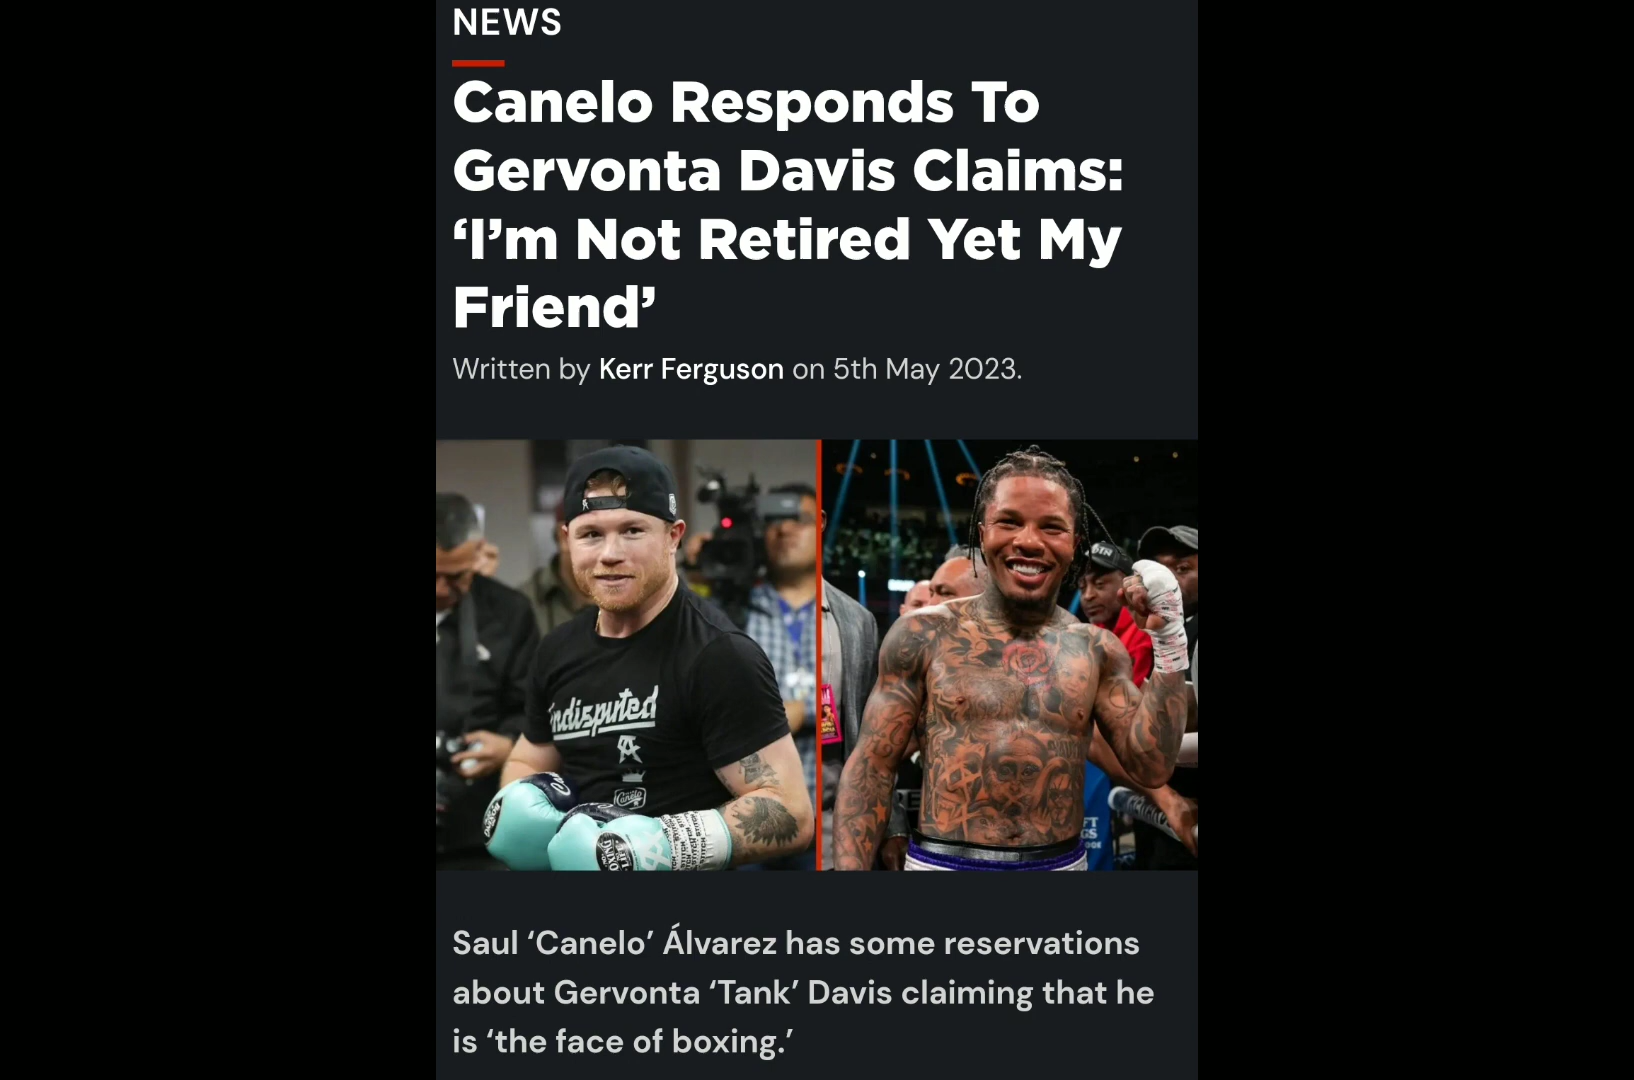 NEWS
Canelo Responds To
Gervonta Davis Claims:
‘I’m Not Retired Yet My
Friend’
Written by Kerr Ferguson on 5th May 2023.
Undisputed
Canelo
Saul ‘Canelo’ Álvarez has some reservations
about Gervonta ‘Tank’ Davis claiming that he
is ‘the face of boxing.’